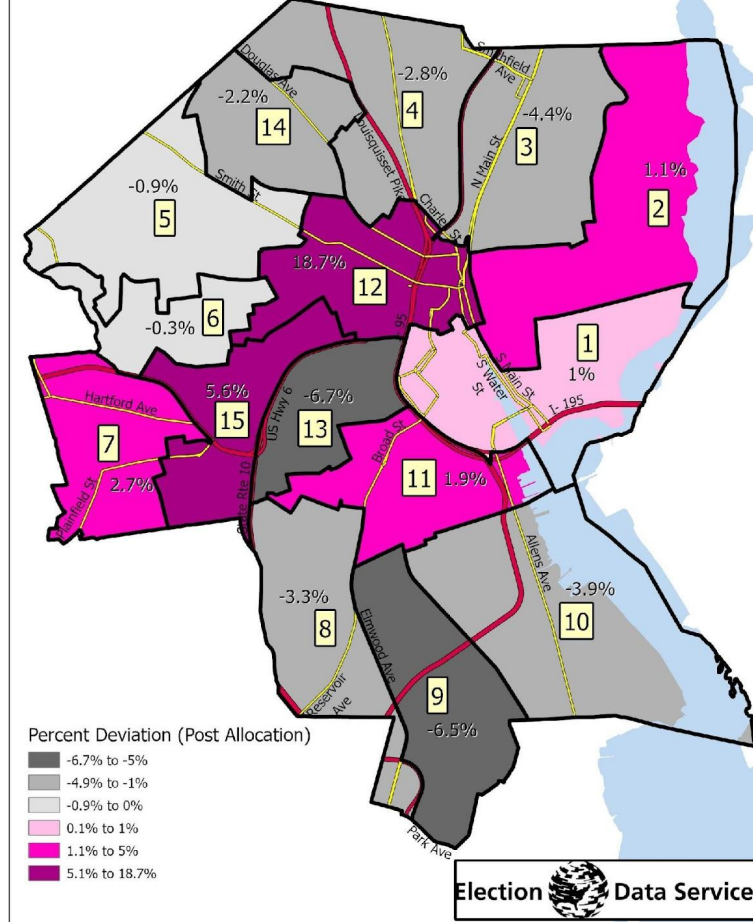 Douglas Ave
-2.2%
14
-2.8%
4
Smithfield
Ave
-4.4%
3
N Main St
1.1%
2
-0.9%
5
Smith St
Louisquisset Pike
Charles St
18.7%
12
-0.3%
6
95
1
1%
S Main St
S Water
St
I- 195
Hartford Ave
7
2.7%
Plainfield St
5.6%
15
US Hwy 6
-6.7%
13
State Rte 10
Broad St
11
1.9%
-3.3%
8
Reservoir
Ave
Elmwood Ave
Allens Ave
-3.9%
10
9
-6.5%
Park Ave
Percent Deviation (Post Allocation)
-6.7% to -5%
-4.9% to -1%
-0.9% to 0%
0.1% to 1%
1.1% to 5%
5.1% to 18.7%
Election Data Service